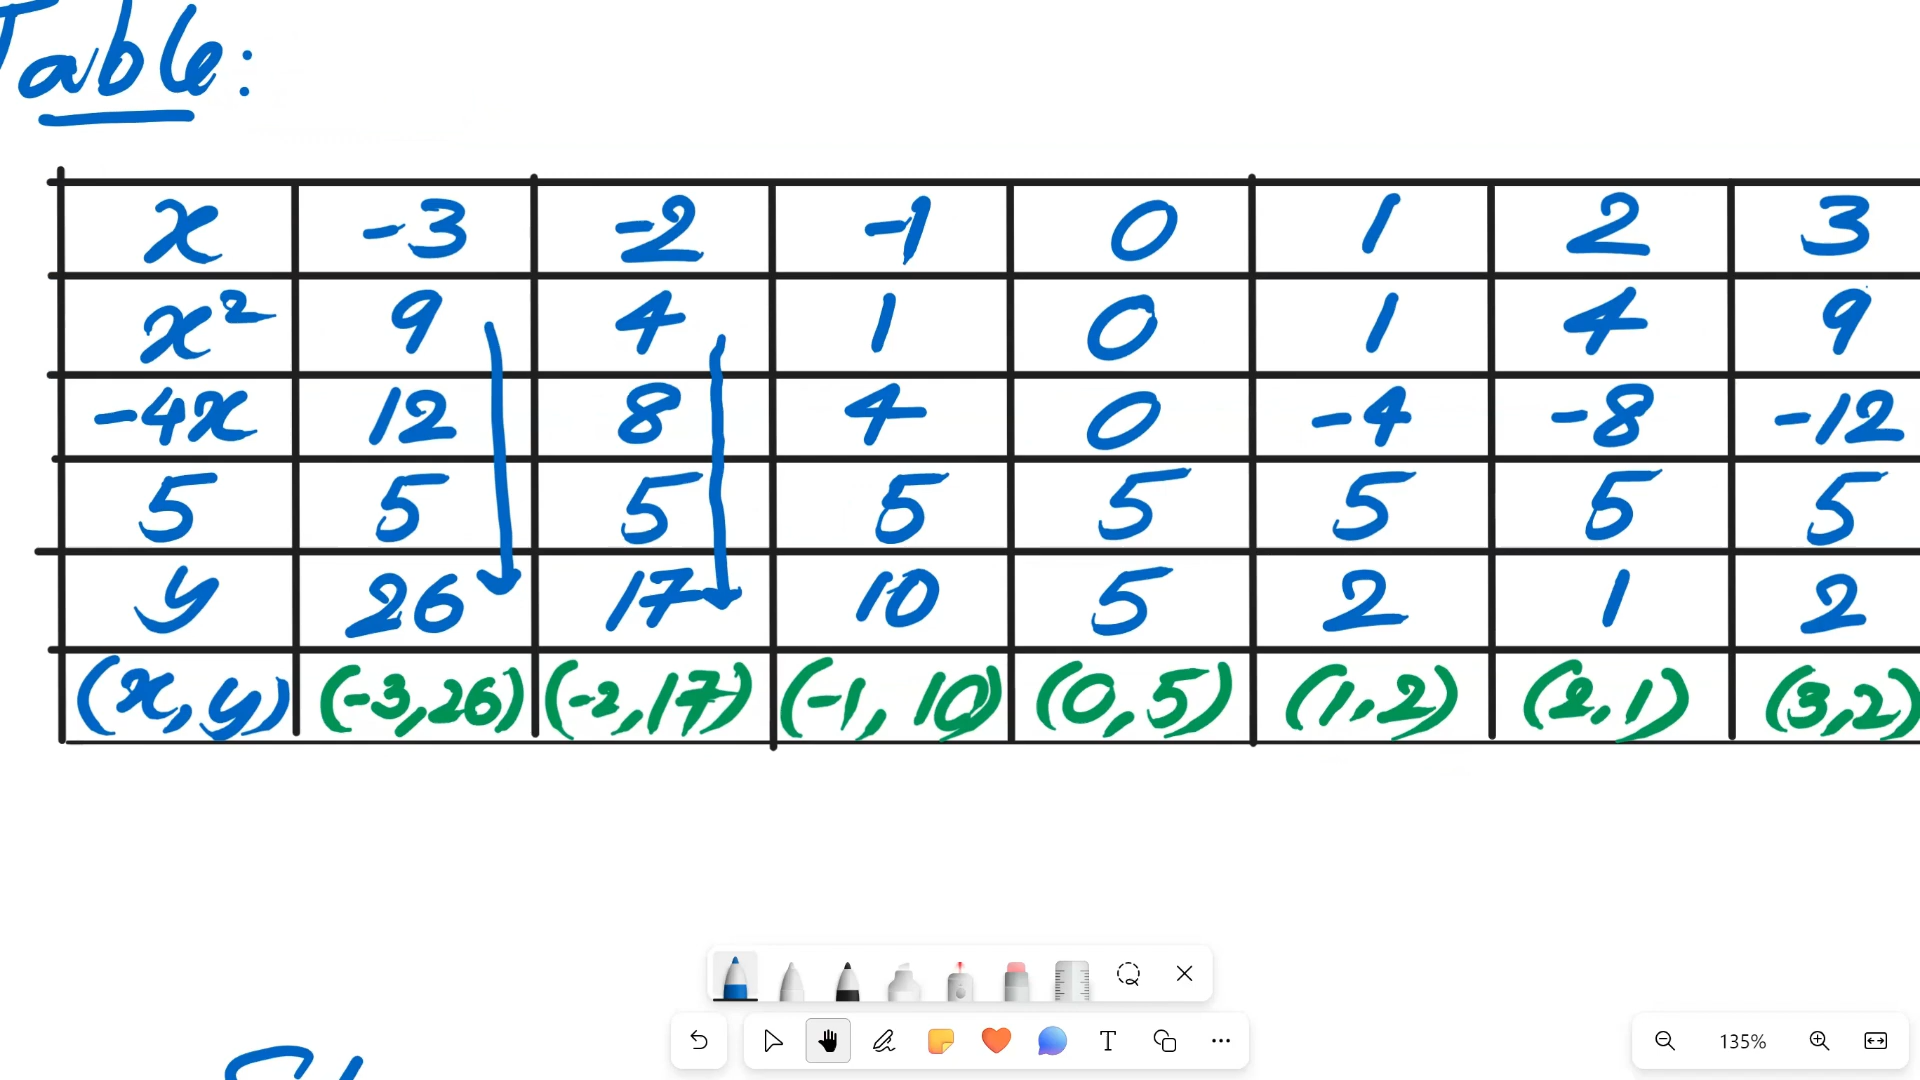 Table:
x -3 -2 -1 0 1 2 3
x² 9 4 1 0 1 4 9
-4x 12 8 4 0 -4 -8 -12
5 5 5 5 5 5 5 5
y 26 17 10 5 2 1 2
(x,y) (-3,26) (-2,17) (-1,10) (0,5) (1,2) (2,1) (3,2)
135%